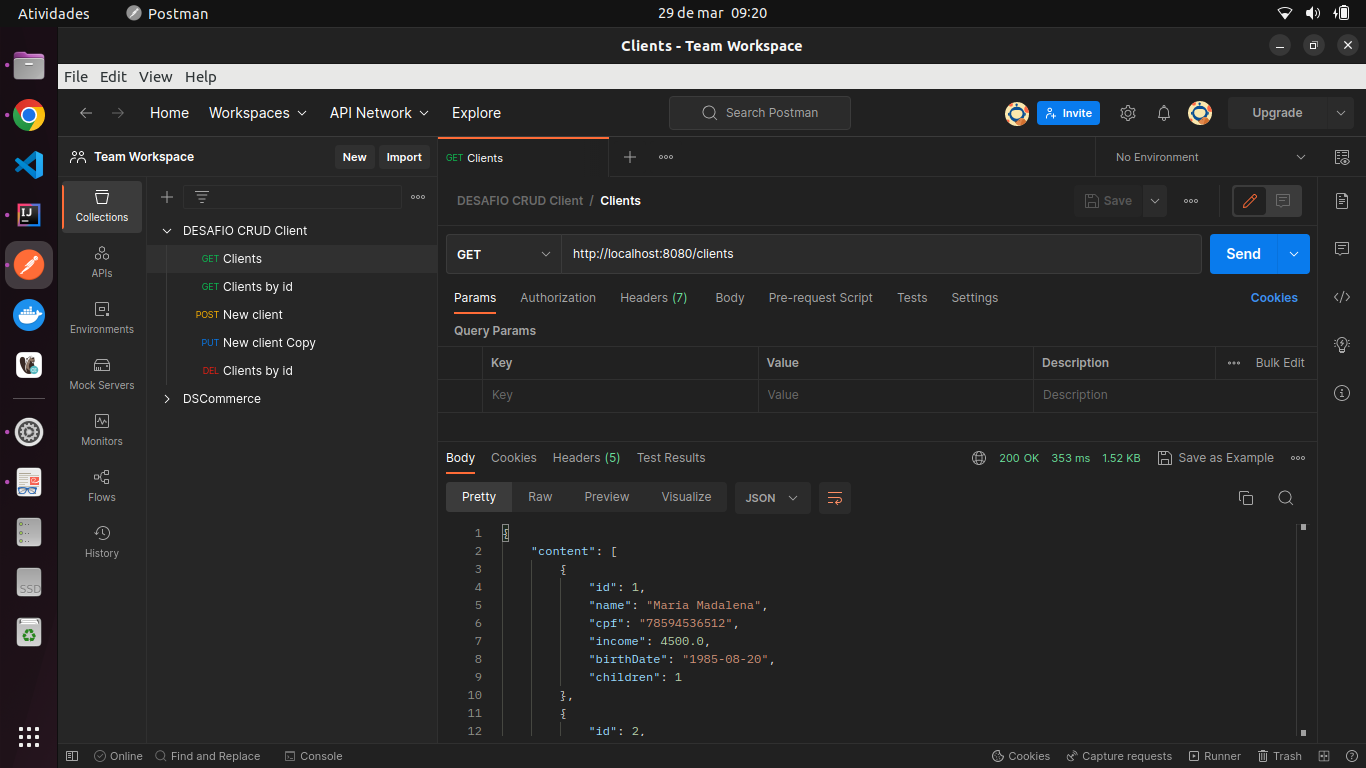 Atividades Postman 29 de mar 09:20
Clients - Team Workspace
File Edit View Help
Home Workspaces API Network Explore Search Postman Invite Upgrade
Team Workspace New Import GET Clients No Environment
Collections
APIs
Environments
Mock Servers
Monitors
Flows
History
DESAFIO CRUD Client
GET Clients
GET Clients by id
POST New client
PUT New client Copy
DEL Clients by id
DSCommerce
DESAFIO CRUD Client / Clients Save
GET http://localhost:8080/clients Send
Params Authorization Headers (7) Body Pre-request Script Tests Settings Cookies
Query Params
Key Value Description Bulk Edit
Key Value Description
Body Cookies Headers (5) Test Results 200 OK 353 ms 1.52 KB Save as Example
Pretty Raw Preview Visualize JSON
1 {
2 "content": [
3 {
4 "id": 1,
5 "name": "Maria Madalena",
6 "cpf": "78594536512",
7 "income": 4500.0,
8 "birthDate": "1985-08-20",
9 "children": 1
10 },
11 {
12 "id": 2,
Online Find and Replace Console Cookies Capture requests Runner Trash
IJ
SSD